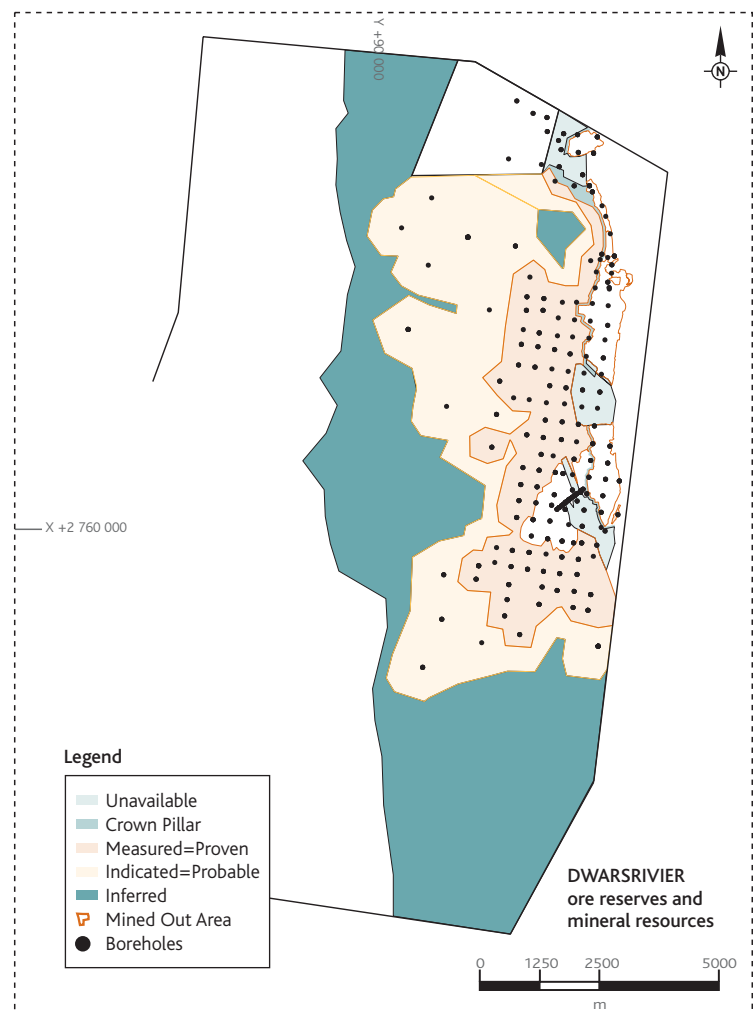 Y +90 000
N
X +2 760 000
Legend
Unavailable
Crown Pillar
Measured=Proven
Indicated=Probable
Inferred
Mined Out Area
Boreholes
DWARSRIVIER
ore reserves and
mineral resources
0 1250 2500 5000
m